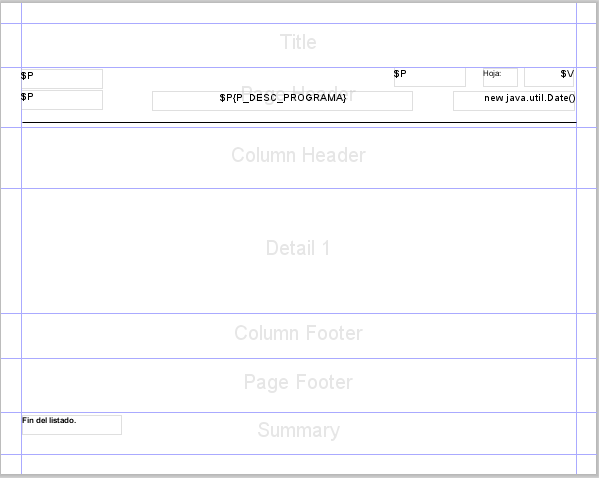 Title
$P $P Hoja: $V
Page Header
$P $P{P_DESC_PROGRAMA} new java.util.Date()
Column Header
Detail 1
Column Footer
Page Footer
Fin del listado.
Summary